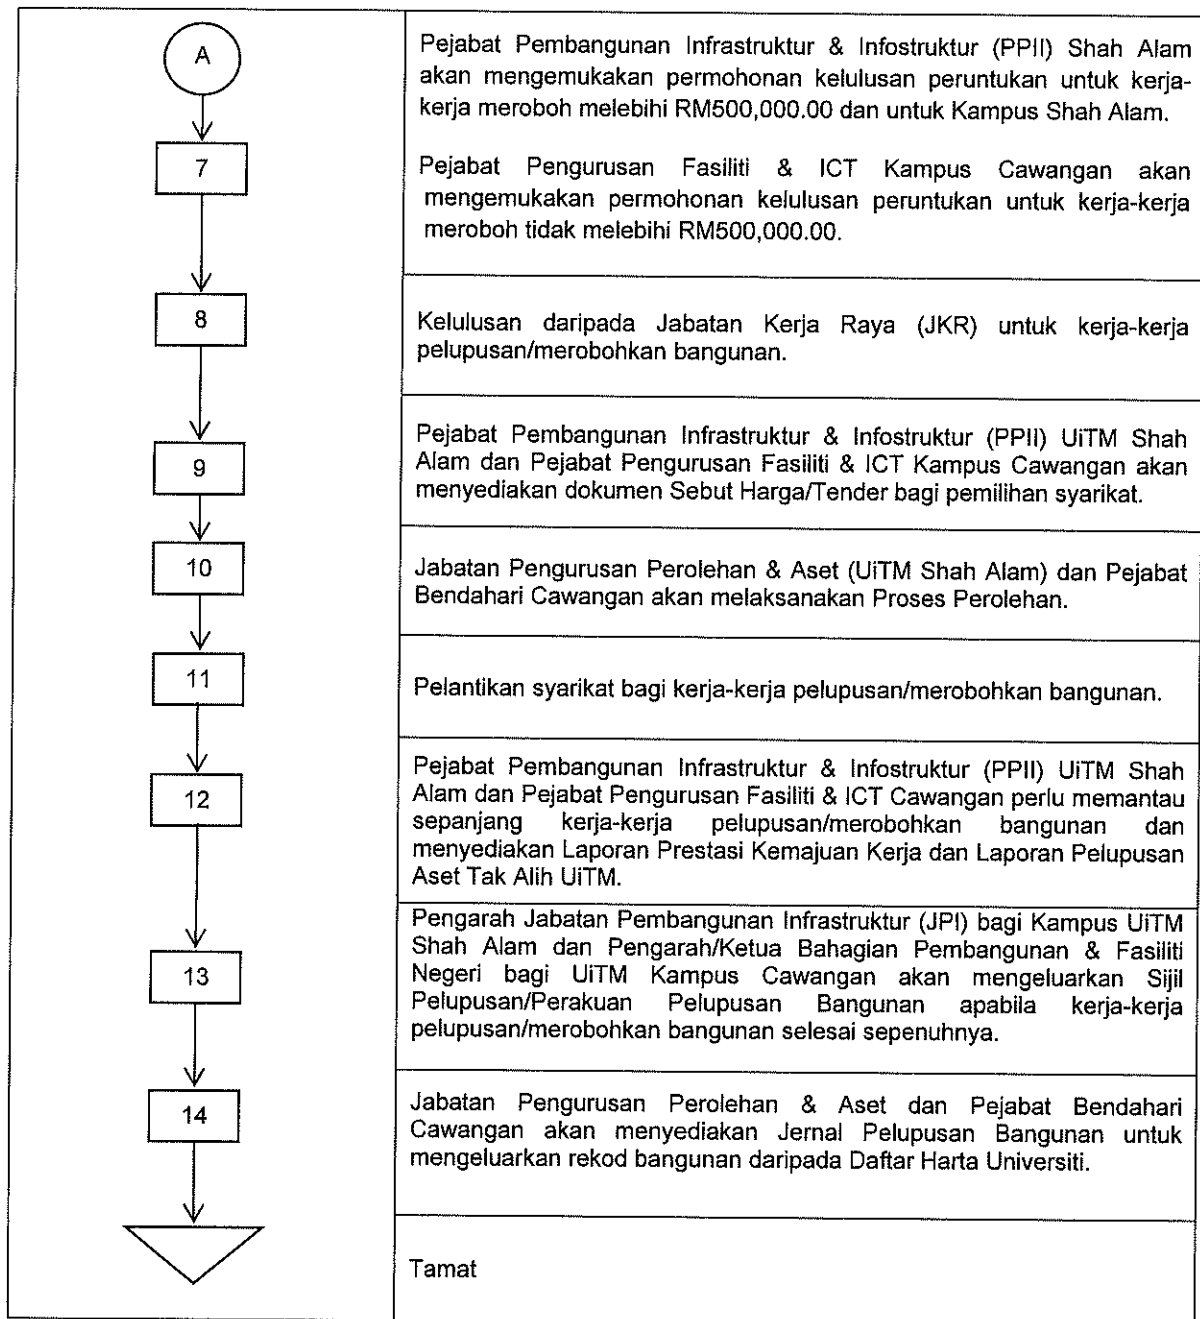 A
Pejabat Pembangunan Infrastruktur & Infostruktur (PPII) Shah Alam
akan mengemukakan permohonan kelulusan peruntukan untuk kerja-
kerja meroboh melebihi RM500,000.00 dan untuk Kampus Shah Alam.
7
Pejabat Pengurusan Fasiliti & ICT Kampus Cawangan akan
mengemukakan permohonan kelulusan peruntukan untuk kerja-kerja
meroboh tidak melebihi RM500,000.00.
8
Kelulusan daripada Jabatan Kerja Raya (JKR) untuk kerja-kerja
pelupusan/merobohkan bangunan.
9
Pejabat Pembangunan Infrastruktur & Infostruktur (PPII) UiTM Shah
Alam dan Pejabat Pengurusan Fasiliti & ICT Kampus Cawangan akan
menyediakan dokumen Sebut Harga/Tender bagi pemilihan syarikat.
10
Jabatan Pengurusan Perolehan & Aset (UiTM Shah Alam) dan Pejabat
Bendahari Cawangan akan melaksanakan Proses Perolehan.
11
Pelantikan syarikat bagi kerja-kerja pelupusan/merobohkan bangunan.
12
Pejabat Pembangunan Infrastruktur & Infostruktur (PPII) UiTM Shah
Alam dan Pejabat Pengurusan Fasiliti & ICT Cawangan perlu memantau
sepanjang kerja-kerja pelupusan/merobohkan bangunan dan
menyediakan Laporan Prestasi Kemajuan Kerja dan Laporan Pelupusan
Aset Tak Alih UiTM.
13
Pengarah Jabatan Pembangunan Infrastruktur (JPI) bagi Kampus UiTM
Shah Alam dan Pengarah/Ketua Bahagian Pembangunan & Fasiliti
Negeri bagi UiTM Kampus Cawangan akan mengeluarkan Sijil
Pelupusan/Perakuan Pelupusan Bangunan apabila kerja-kerja
pelupusan/merobohkan bangunan selesai sepenuhnya.
14
Jabatan Pengurusan Perolehan & Aset dan Pejabat Bendahari
Cawangan akan menyediakan Jernal Pelupusan Bangunan untuk
mengeluarkan rekod bangunan daripada Daftar Harta Universiti.
Tamat